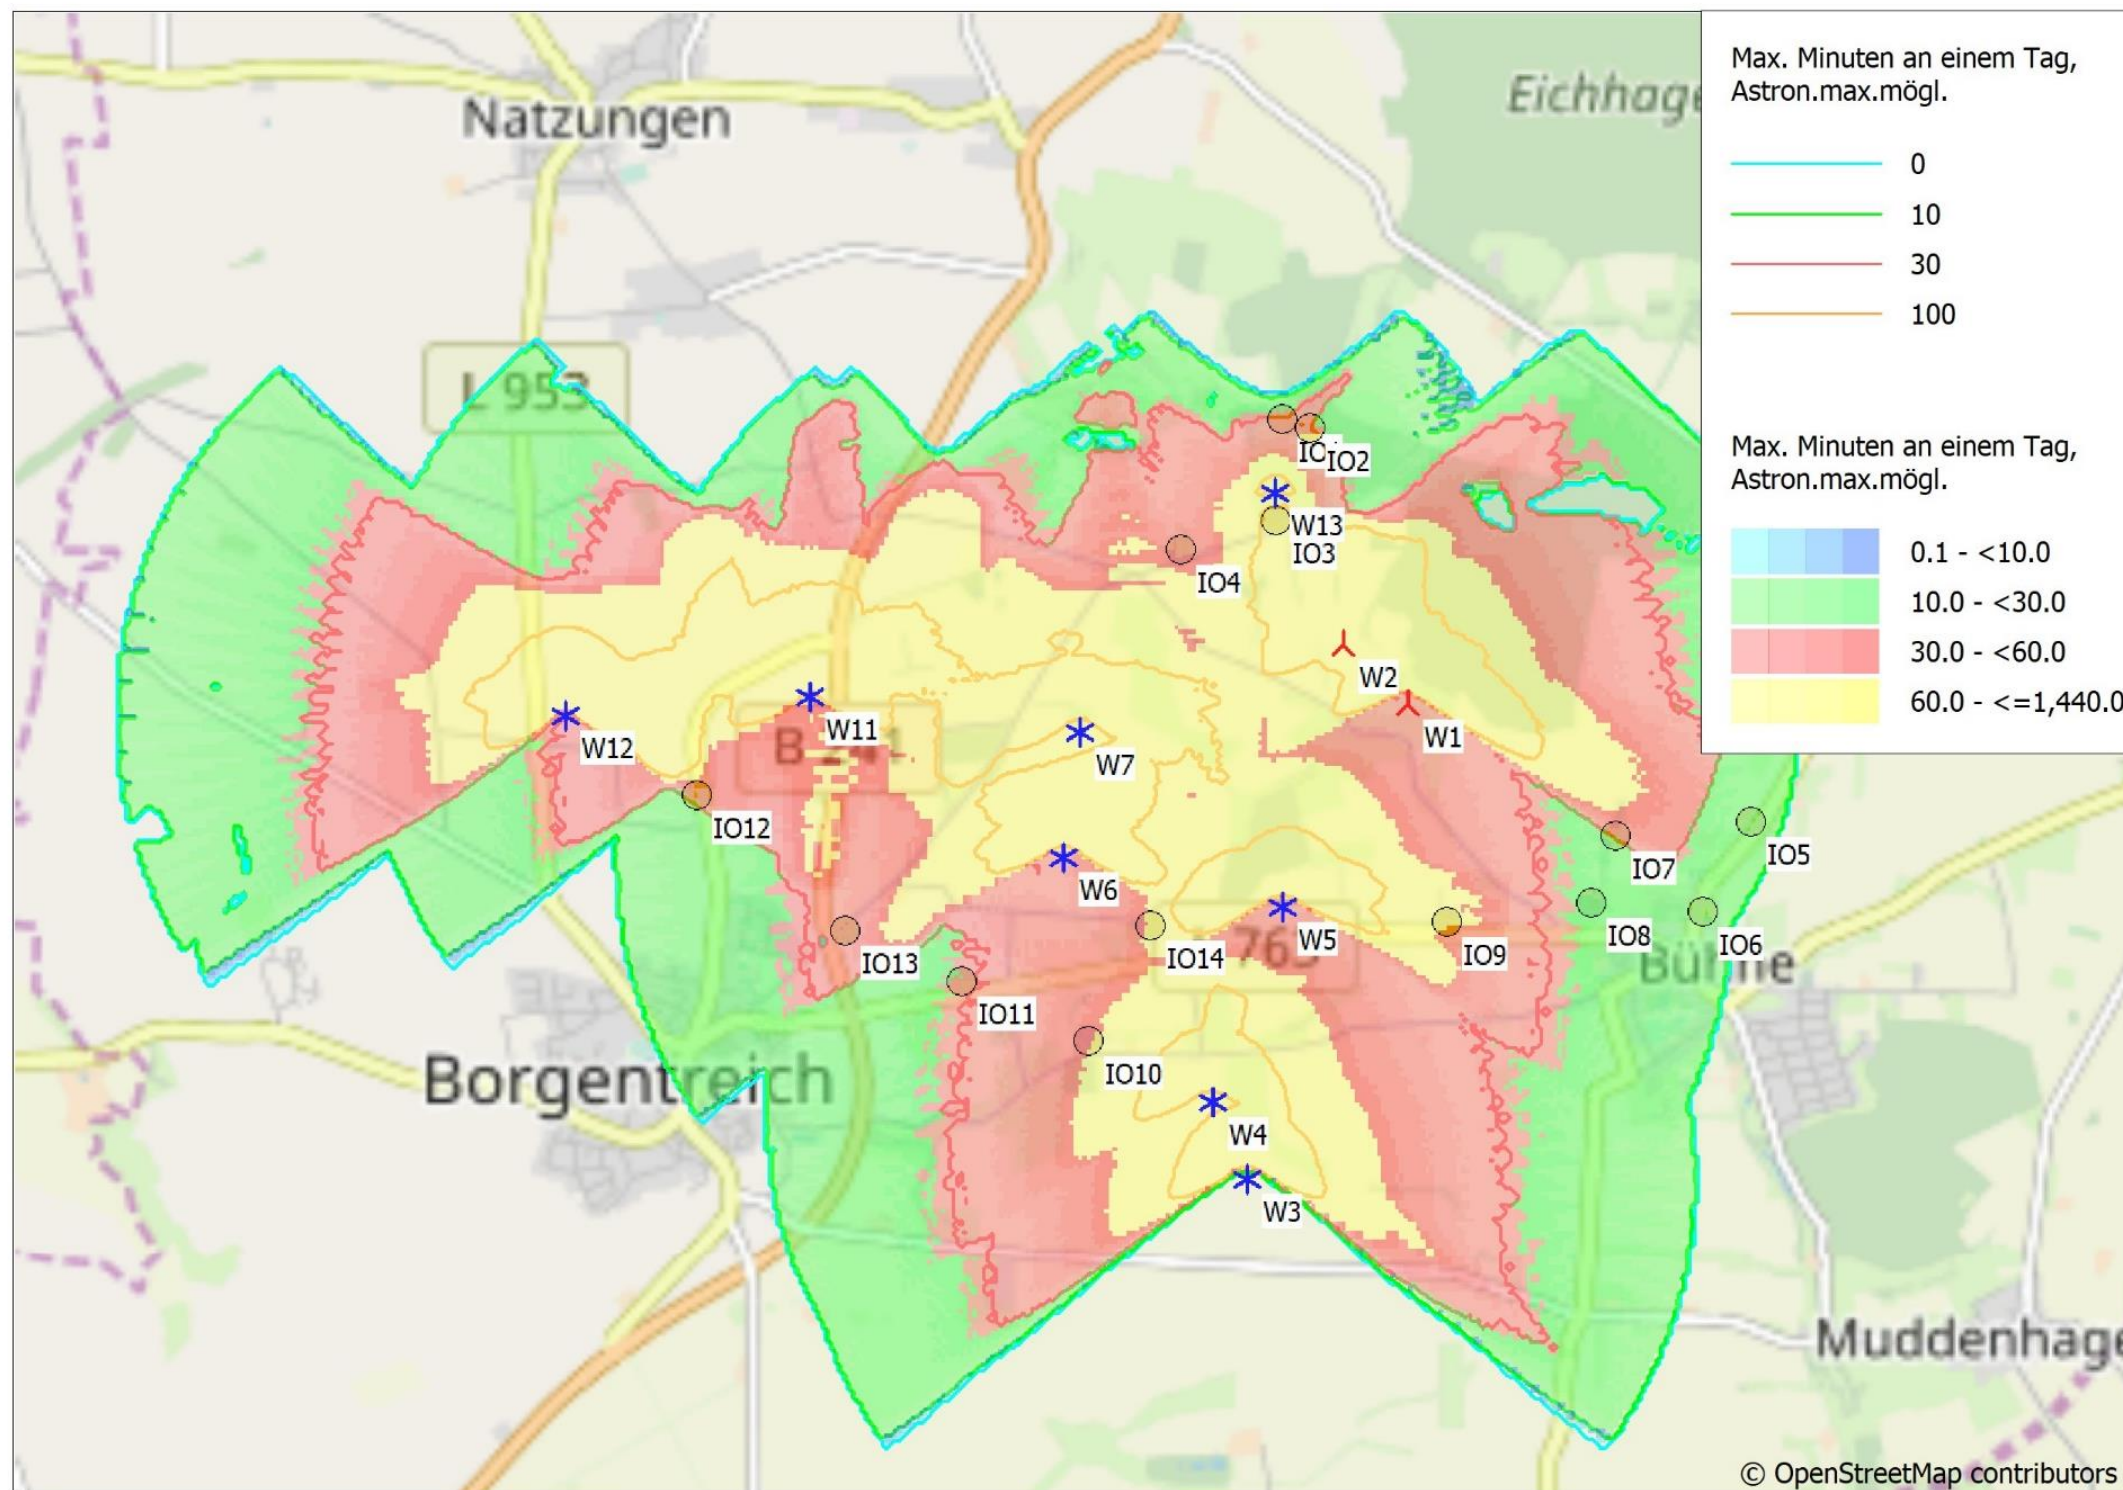 Max. Minuten an einem Tag,
Astron.max.mögl.
0
10
30
100
Max. Minuten an einem Tag,
Astron.max.mögl.
0.1 - <10.0
10.0 - <30.0
30.0 - <60.0
60.0 - <=1,440.0
Eichhage
Natzungen
L 953
IO2
W13
IO3
IO4
W2
W1
W11
W12
W7
IO12
IO7
IO5
W6
W5
IO9
IO8
IO6
IO13
IO14
Bühne
IO11
IO10
Borgentreich
W4
W3
Muddenhage
© OpenStreetMap contributors